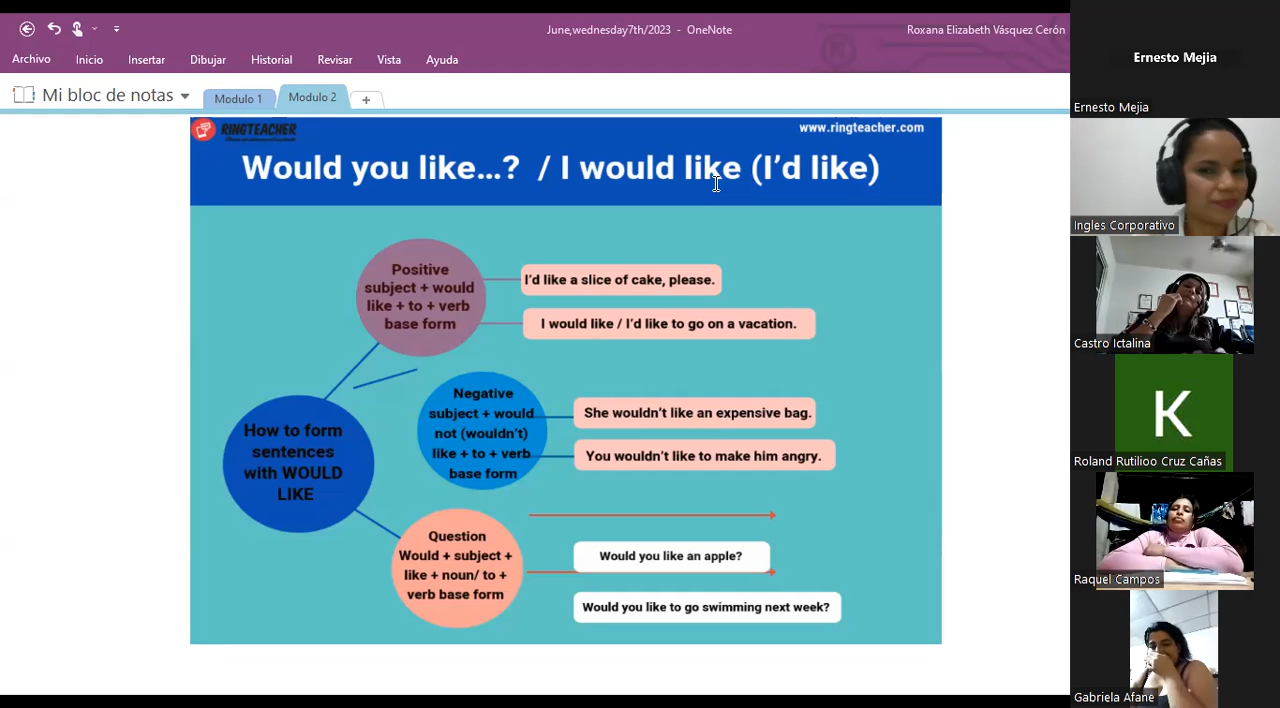 June,wednesday7th/2023 - OneNote
Roxana Elizabeth Vásquez Cerón
Archivo
Inicio
Insertar
Dibujar
Historial
Revisar
Vista
Ayuda
Mi bloc de notas
Modulo 1
Modulo 2
RINGTEACHER
www.ringteacher.com
Would you like...? / I would like (I'd like)
Positive
subject + would
like + to + verb
base form
I'd like a slice of cake, please.
I would like / I'd like to go on a vacation.
How to form
sentences
with WOULD
LIKE
Negative
subject + would
not (wouldn't)
like + to + verb
base form
She wouldn't like an expensive bag.
You wouldn't like to make him angry.
Question
Would + subject +
like + noun/ to +
verb base form
Would you like an apple?
Would you like to go swimming next week?
Ernesto Mejia
Ernesto Mejia
Ingles Corporativo
Castro Ictalina
K
Roland Rutilioo Cruz Cañas
Raquel Campos
Gabriela Afane